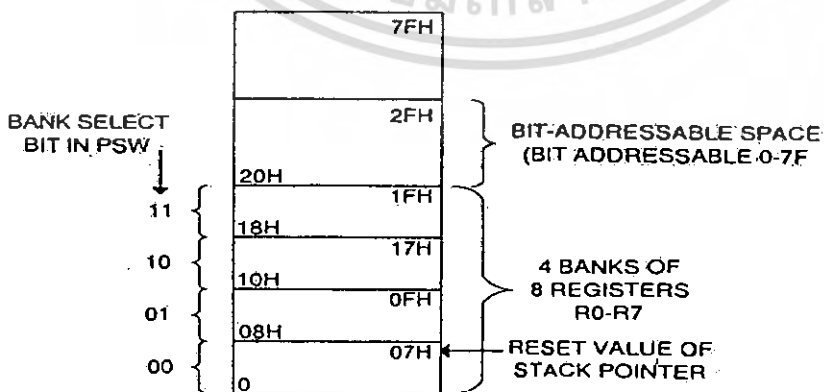 7FH
BANK SELECT
BIT IN PSW
2FH
BIT-ADDRESSABLE SPACE
(BIT ADDRESSABLE 0-7F
20H
11
1FH
18H
10
17H
10H
4 BANKS OF
8 REGISTERS
R0-R7
01
0FH
08H
00
07H
RESET VALUE OF
STACK POINTER
0